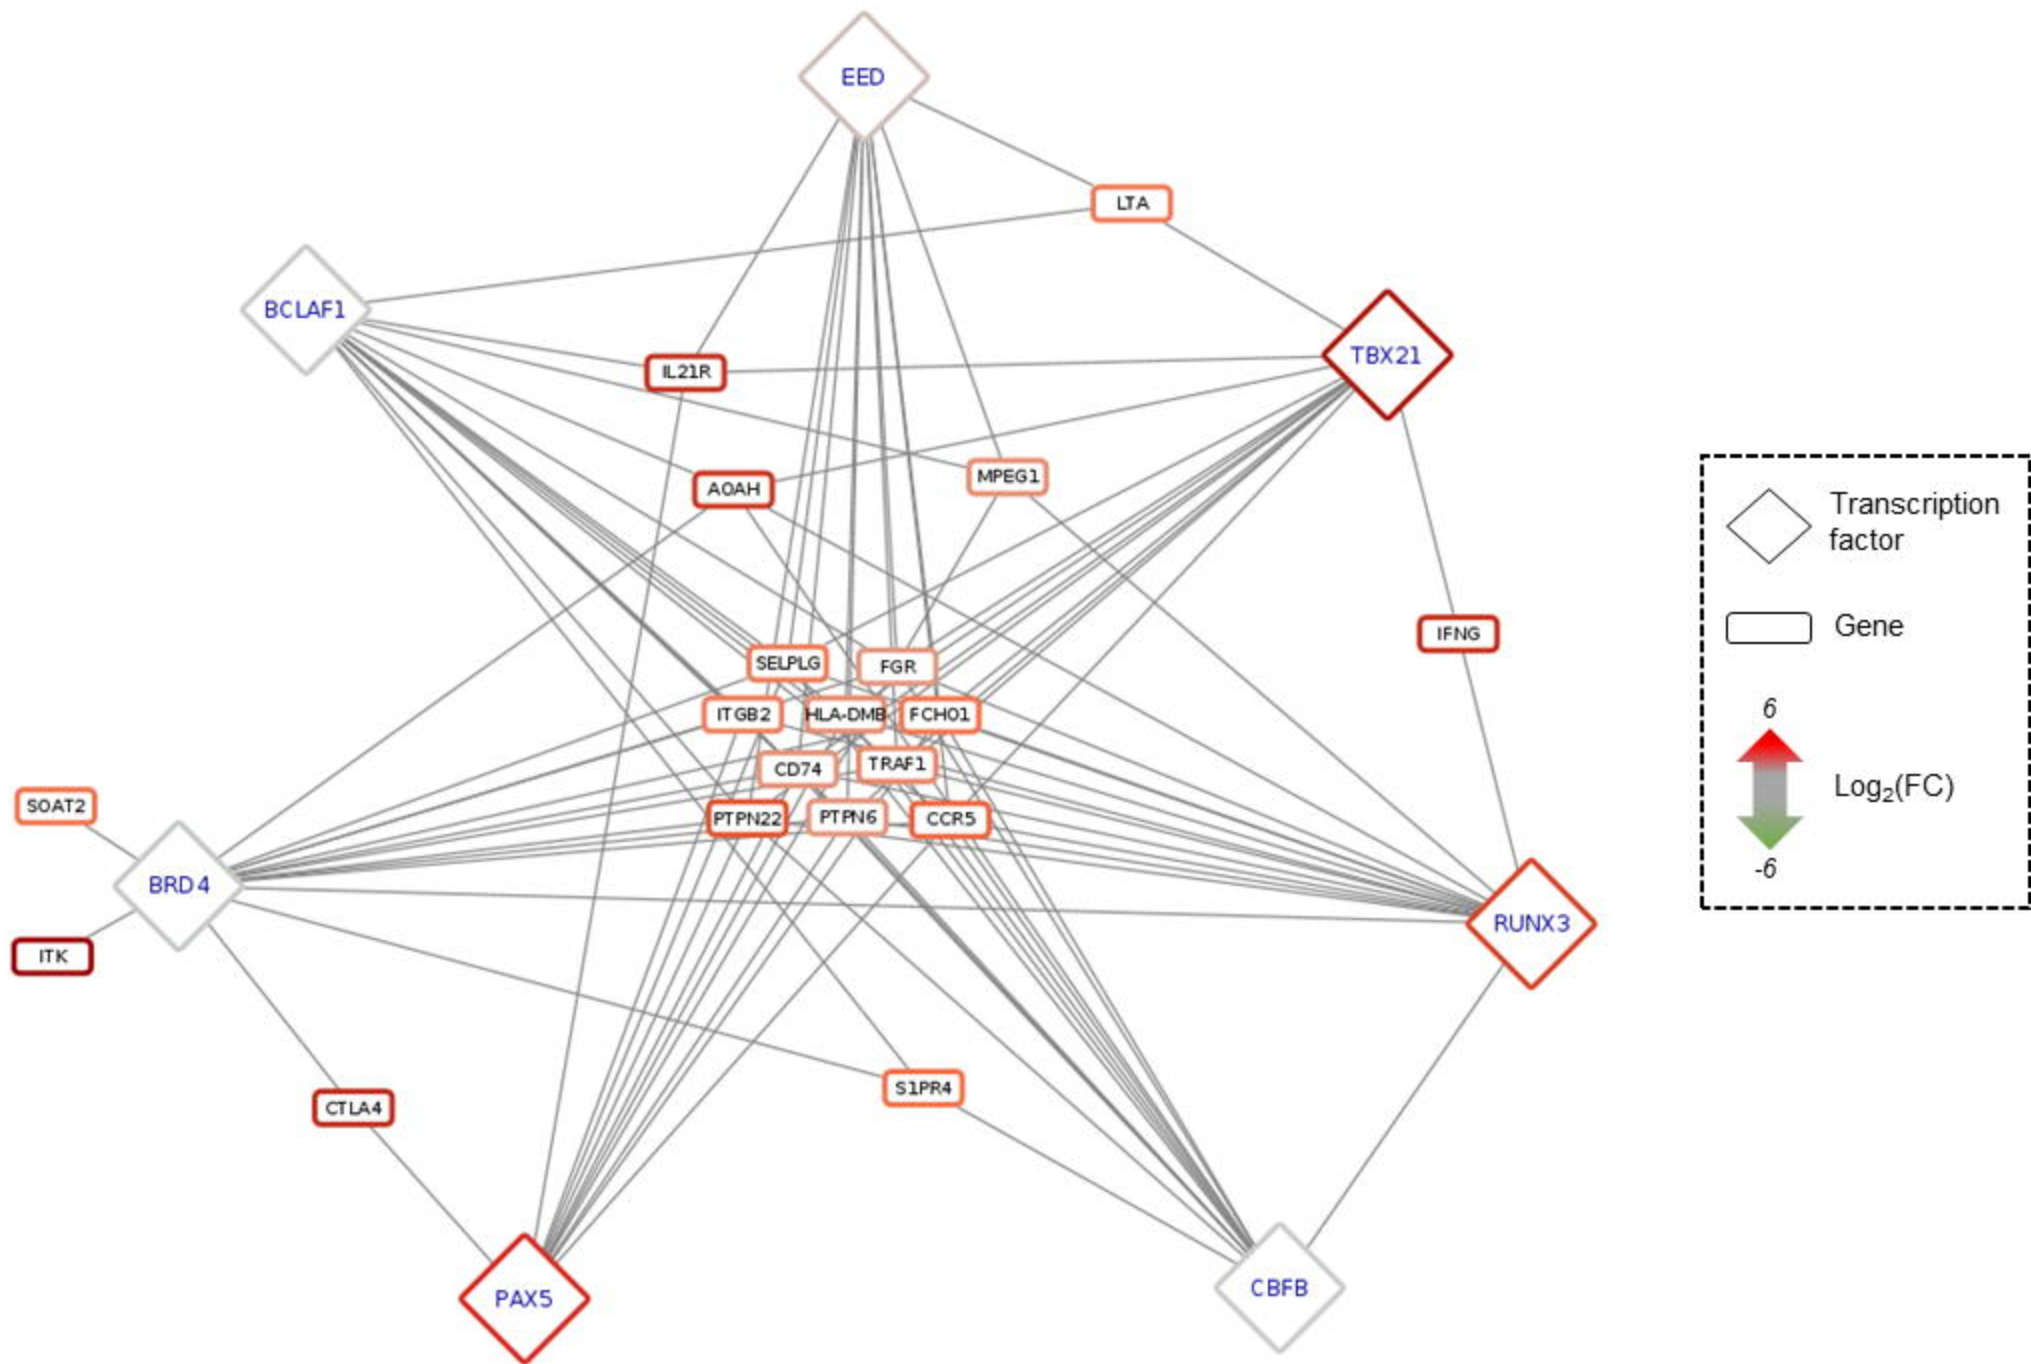 EED
LTA
BCLAF1
TBX21
IL21R
MPEG1
AOAH
IFNG
SELPLG
FGR
ITGB2
HLA-DMB
FCHO1
CD74
TRAF1
SOAT2
PTPN22
PTPN6
CCR5
BRD4
RUNX3
ITK
S1PR4
CTLA4
PAX5
CBFB
Transcription
factor
Gene
6
Log2(FC)
-6